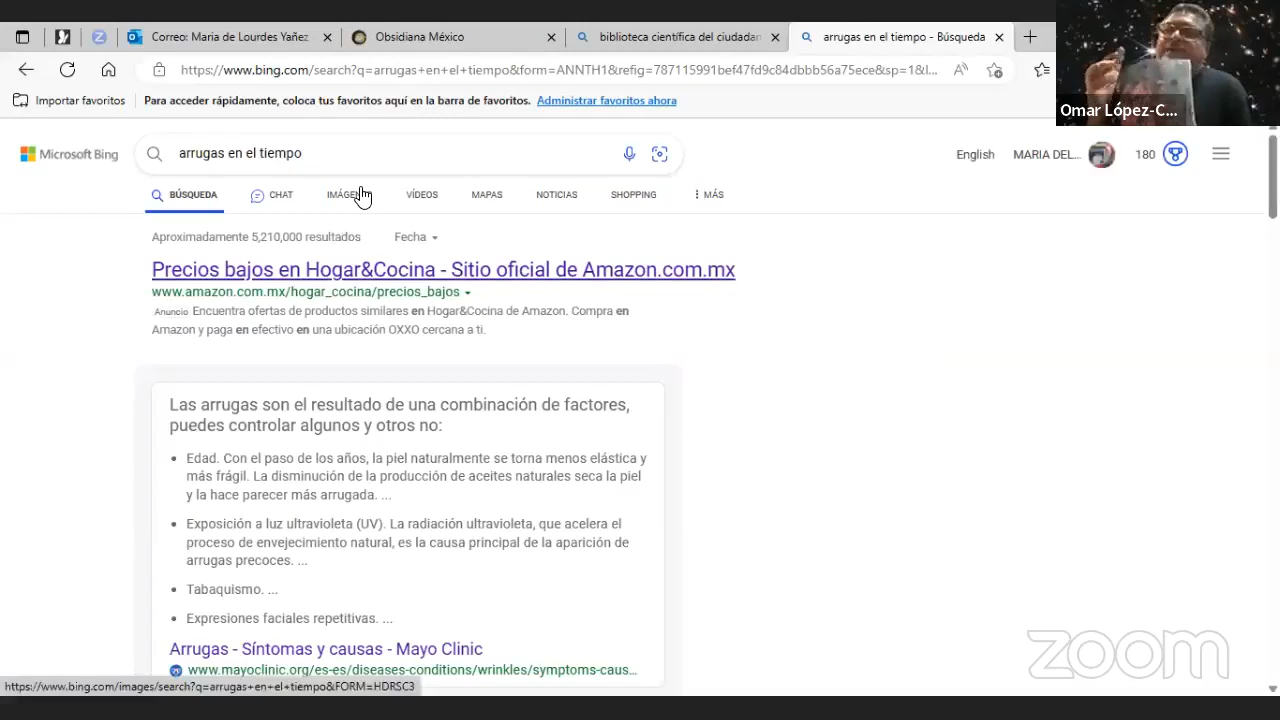 Correo: Maria de Lourdes Yañez
Obsidiana México
biblioteca científica del ciudadan
arrugas en el tiempo - Búsqueda
https://www.bing.com/search?q=arrugas+en+el+tiempo&form=ANNTH1&refig=787115991bef47fd9c84dbbb56a75ece&sp=1&l...
Importar favoritos
Para acceder rápidamente, coloca tus favoritos aquí en la barra de favoritos. Administrar favoritos ahora
Omar López-C...
Microsoft Bing
arrugas en el tiempo
English
MARIA DEL...
180
BÚSQUEDA
CHAT
IMÁGEN
VÍDEOS
MAPAS
NOTICIAS
SHOPPING
MÁS
Aproximadamente 5,210,000 resultados
Fecha
Precios bajos en Hogar&Cocina - Sitio oficial de Amazon.com.mx
www.amazon.com.mx/hogar_cocina/precios_bajos
Anuncio Encuentra ofertas de productos similares en Hogar&Cocina de Amazon. Compra en
Amazon y paga en efectivo en una ubicación OXXO cercana a ti.
Las arrugas son el resultado de una combinación de factores,
puedes controlar algunos y otros no:
• Edad. Con el paso de los años, la piel naturalmente se torna menos elástica y
más frágil. La disminución de la producción de aceites naturales seca la piel
y la hace parecer más arrugada. ...
• Exposición a luz ultravioleta (UV). La radiación ultravioleta, que acelera el
proceso de envejecimiento natural, es la causa principal de la aparición de
arrugas precoces. ...
• Tabaquismo. ...
• Expresiones faciales repetitivas. ...
Arrugas - Síntomas y causas - Mayo Clinic
www.mayoclinic.org/es-es/diseases-conditions/wrinkles/symptoms-caus...
https://www.bing.com/images/search?q=arrugas+en+el+tiempo&FORM=HDRSC3
zoom